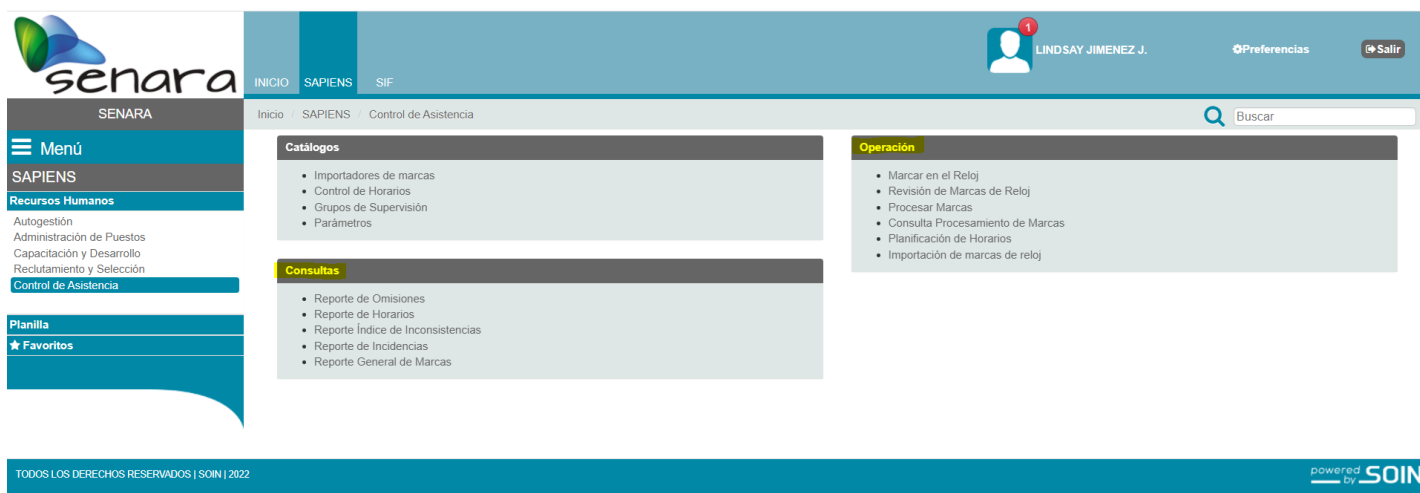 senara
INICIO SAPIENS SIF
1
LINDSAY JIMENEZ J.
Preferencias
Salir
SENARA
Inicio / SAPIENS / Control de Asistencia
Buscar
Menú
SAPIENS
Recursos Humanos
Autogestión
Administración de Puestos
Capacitación y Desarrollo
Reclutamiento y Selección
Control de Asistencia
Planilla
Favoritos
Catálogos
Importadores de marcas
Control de Horarios
Grupos de Supervisión
Parámetros
Consultas
Reporte de Omisiones
Reporte de Horarios
Reporte Índice de Inconsistencias
Reporte de Incidencias
Reporte General de Marcas
Operación
Marcar en el Reloj
Revisión de Marcas de Reloj
Procesar Marcas
Consulta Procesamiento de Marcas
Planificación de Horarios
Importación de marcas de reloj
TODOS LOS DERECHOS RESERVADOS | SOIN | 2022
powered by SOIN